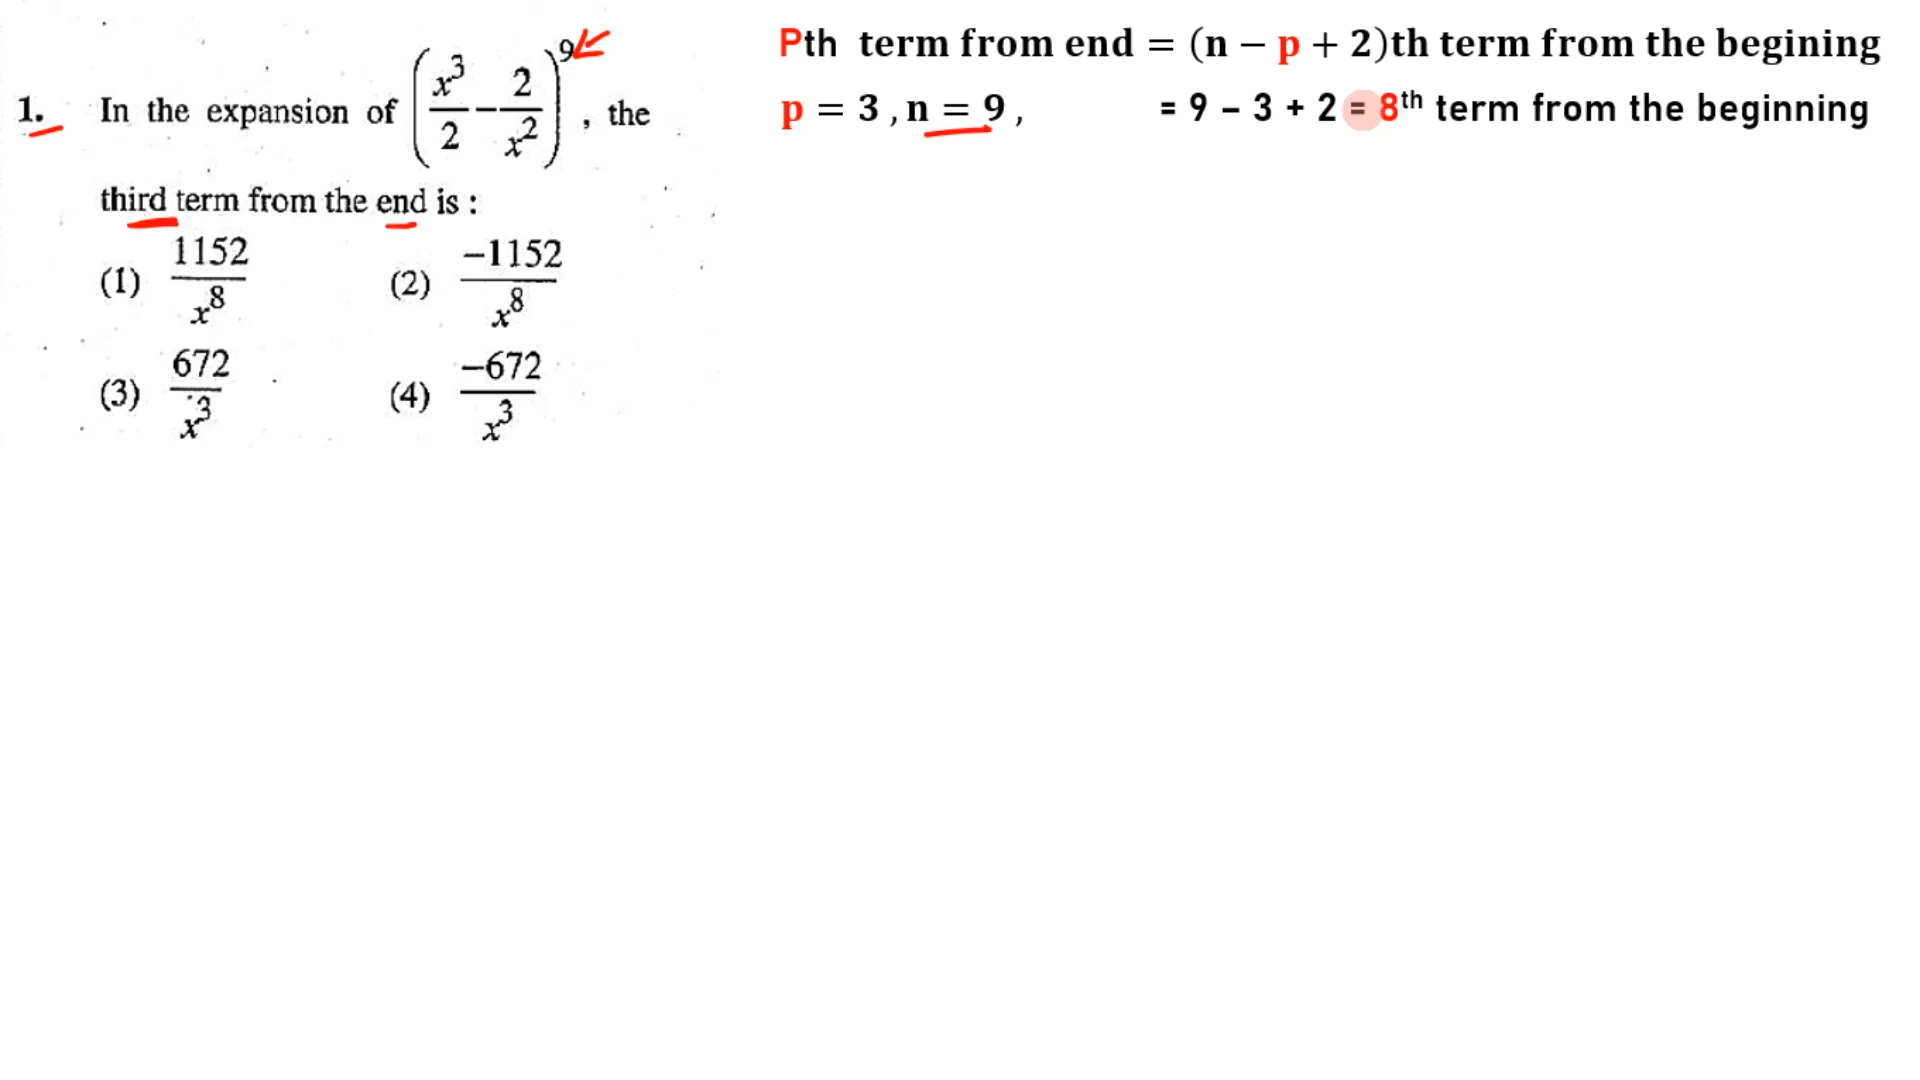 1. In the expansion of (x³/2 − 2/x²)⁹, the
third term from the end is :
(1) 1152/x⁸ (2) −1152/x⁸
(3) 672/x³ (4) −672/x³
Pth term from end = (n − p + 2)th term from the begining
p = 3 , n = 9 , = 9 − 3 + 2 = 8th term from the beginning